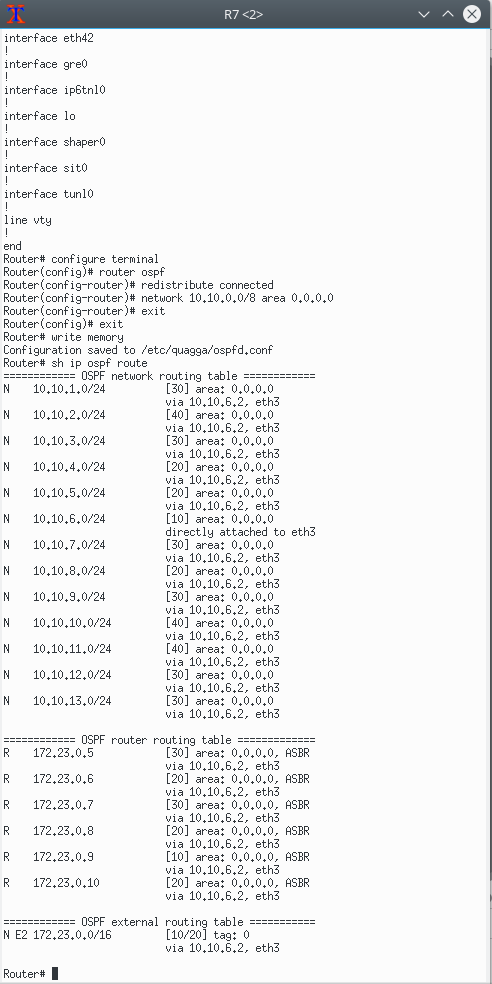 R7 <2>
interface eth42
!
interface gre0
!
interface ip6tnl0
!
interface lo
!
interface shaper0
!
interface sit0
!
interface tunl0
!
line vty
!
end
Router# configure terminal
Router(config)# router ospf
Router(config-router)# redistribute connected
Router(config-router)# network 10.10.0.0/8 area 0.0.0.0
Router(config-router)# exit
Router(config)# exit
Router# write memory
Configuration saved to /etc/quagga/ospfd.conf
Router# sh ip ospf route
============ OSPF network routing table ============
N    10.10.1.0/24          [30] area: 0.0.0.0
                           via 10.10.6.2, eth3
N    10.10.2.0/24          [40] area: 0.0.0.0
                           via 10.10.6.2, eth3
N    10.10.3.0/24          [30] area: 0.0.0.0
                           via 10.10.6.2, eth3
N    10.10.4.0/24          [20] area: 0.0.0.0
                           via 10.10.6.2, eth3
N    10.10.5.0/24          [20] area: 0.0.0.0
                           via 10.10.6.2, eth3
N    10.10.6.0/24          [10] area: 0.0.0.0
                           directly attached to eth3
N    10.10.7.0/24          [30] area: 0.0.0.0
                           via 10.10.6.2, eth3
N    10.10.8.0/24          [20] area: 0.0.0.0
                           via 10.10.6.2, eth3
N    10.10.9.0/24          [30] area: 0.0.0.0
                           via 10.10.6.2, eth3
N    10.10.10.0/24         [40] area: 0.0.0.0
                           via 10.10.6.2, eth3
N    10.10.11.0/24         [40] area: 0.0.0.0
                           via 10.10.6.2, eth3
N    10.10.12.0/24         [30] area: 0.0.0.0
                           via 10.10.6.2, eth3
N    10.10.13.0/24         [30] area: 0.0.0.0
                           via 10.10.6.2, eth3
============ OSPF router routing table =============
R    172.23.0.5            [30] area: 0.0.0.0, ASBR
                           via 10.10.6.2, eth3
R    172.23.0.6            [20] area: 0.0.0.0, ASBR
                           via 10.10.6.2, eth3
R    172.23.0.7            [30] area: 0.0.0.0, ASBR
                           via 10.10.6.2, eth3
R    172.23.0.8            [20] area: 0.0.0.0, ASBR
                           via 10.10.6.2, eth3
R    172.23.0.9            [10] area: 0.0.0.0, ASBR
                           via 10.10.6.2, eth3
R    172.23.0.10           [20] area: 0.0.0.0, ASBR
                           via 10.10.6.2, eth3
============ OSPF external routing table ===========
N E2 172.23.0.0/16         [10/20] tag: 0
                           via 10.10.6.2, eth3
Router#